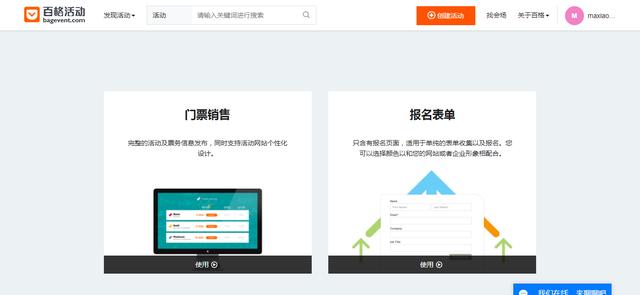 百格活动
bagevent.com
发现活动
活动
请输入关键词进行搜索
创建活动
找会场
关于百格
M
maxiao...
门票销售
完整的活动及票务信息发布，同时支持活动网站个性化
设计。
使用
报名表单
只含有报名页面，适用于单纯的表单收集以及报名。您
可以选择颜色以和您的网站或者企业形象相配合。
Name
Email
Company
Job Title
使用
我们在线，来聊聊吧